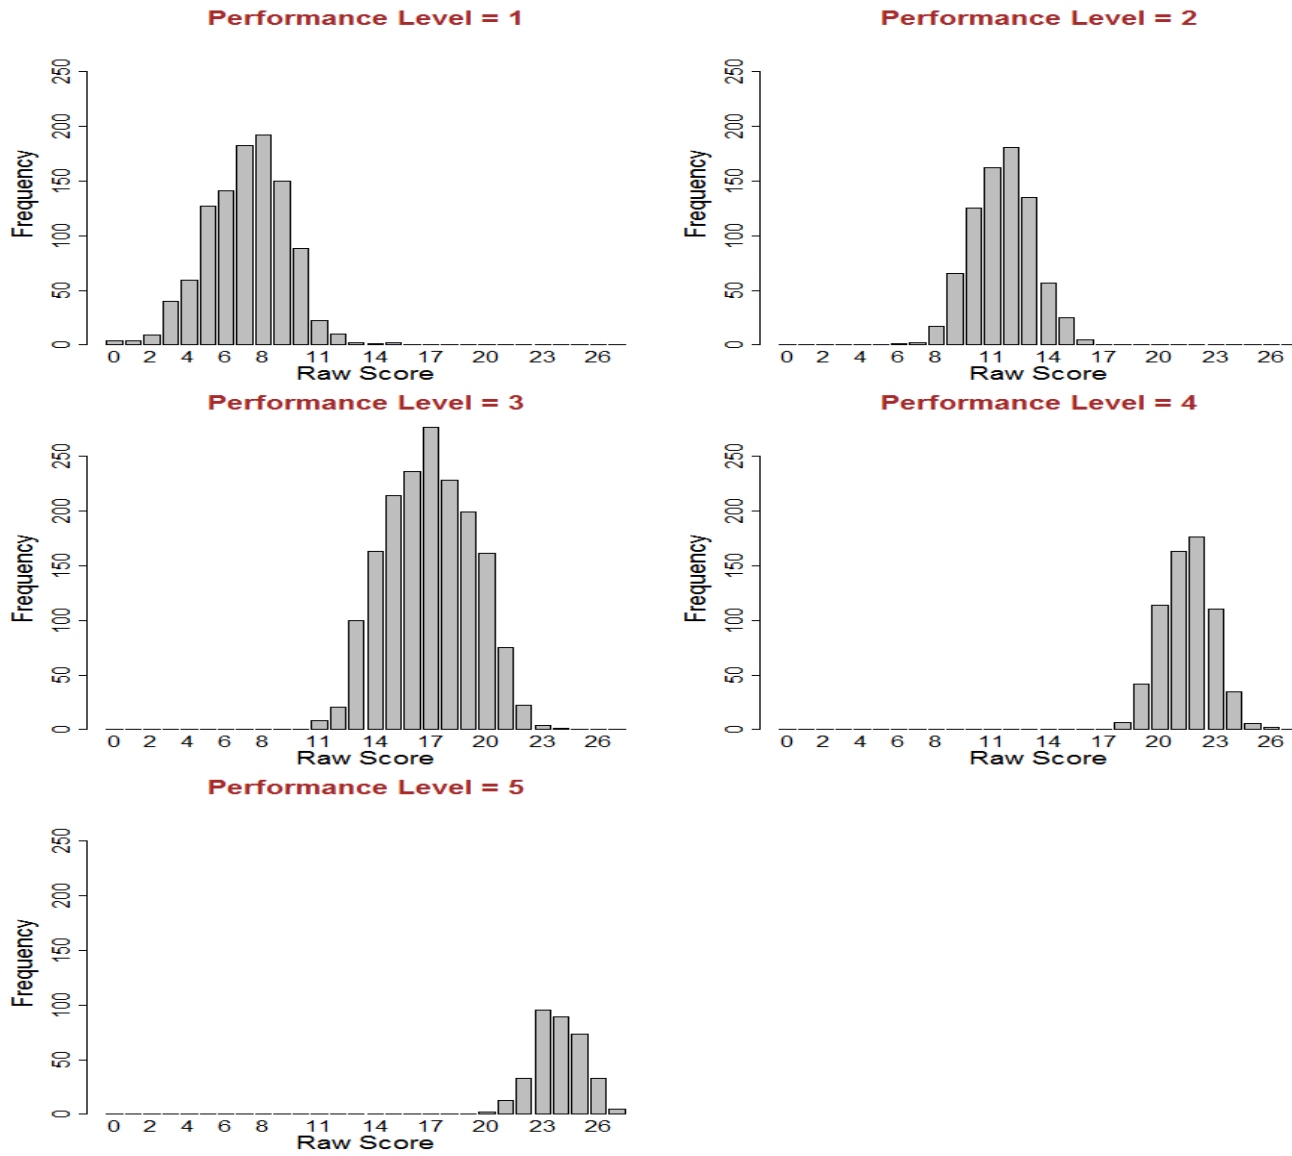 Performance Level = 1
Frequency
0 50 100 150 200 250
0 2 4 6 8 11 14 17 20 23 26
Raw Score
Performance Level = 2
Frequency
0 50 100 150 200 250
0 2 4 6 8 11 14 17 20 23 26
Raw Score
Performance Level = 3
Frequency
0 50 100 150 200 250
0 2 4 6 8 11 14 17 20 23 26
Raw Score
Performance Level = 4
Frequency
0 50 100 150 200 250
0 2 4 6 8 11 14 17 20 23 26
Raw Score
Performance Level = 5
Frequency
0 50 100 150 200 250
0 2 4 6 8 11 14 17 20 23 26
Raw Score